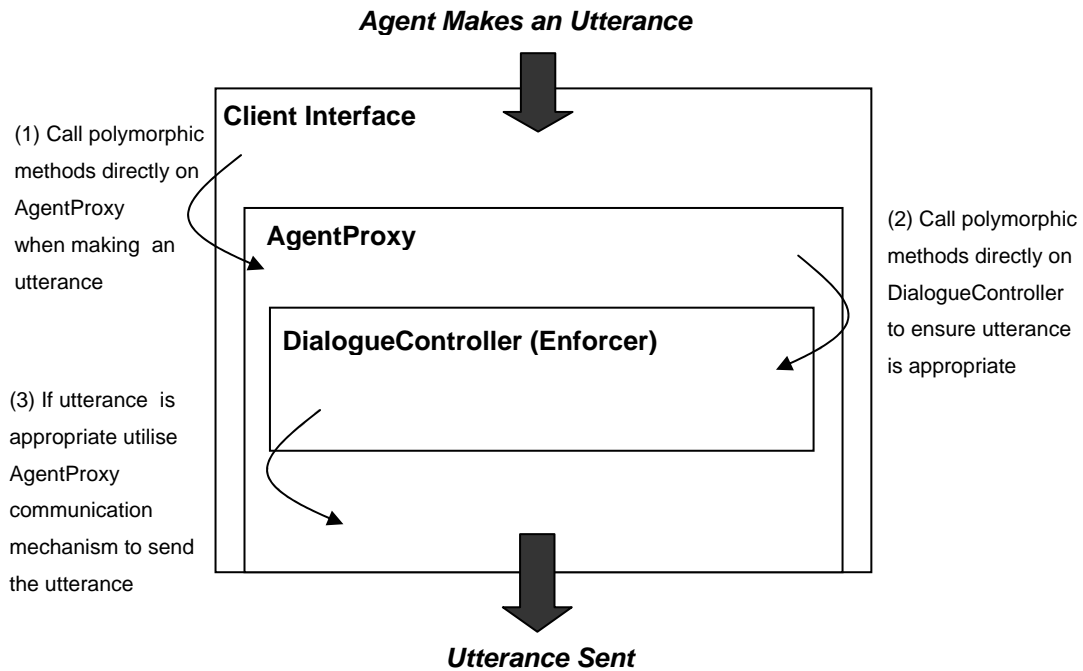 Agent Makes an Utterance
Client Interface
(1) Call polymorphic
methods directly on
AgentProxy
when making an
utterance
AgentProxy
(2) Call polymorphic
methods directly on
DialogueController
to ensure utterance
is appropriate
DialogueController (Enforcer)
(3) If utterance is
appropriate utilise
AgentProxy
communication
mechanism to send
the utterance
Utterance Sent